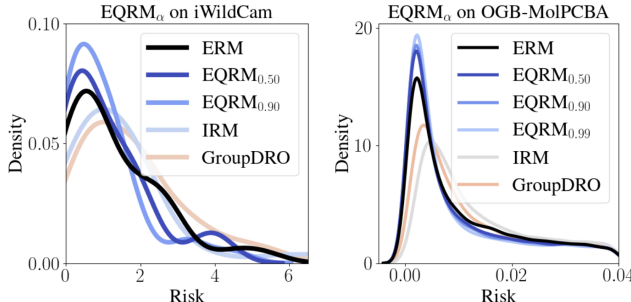 EQRMα on iWildCam
0.10
0.05
0.00
Density
0
2
4
6
Risk
ERM
EQRM0.50
EQRM0.90
IRM
GroupDRO
EQRMα on OGB-MolPCBA
20
10
0
Density
0.00
0.02
0.04
Risk
ERM
EQRM0.50
EQRM0.90
EQRM0.99
IRM
GroupDRO